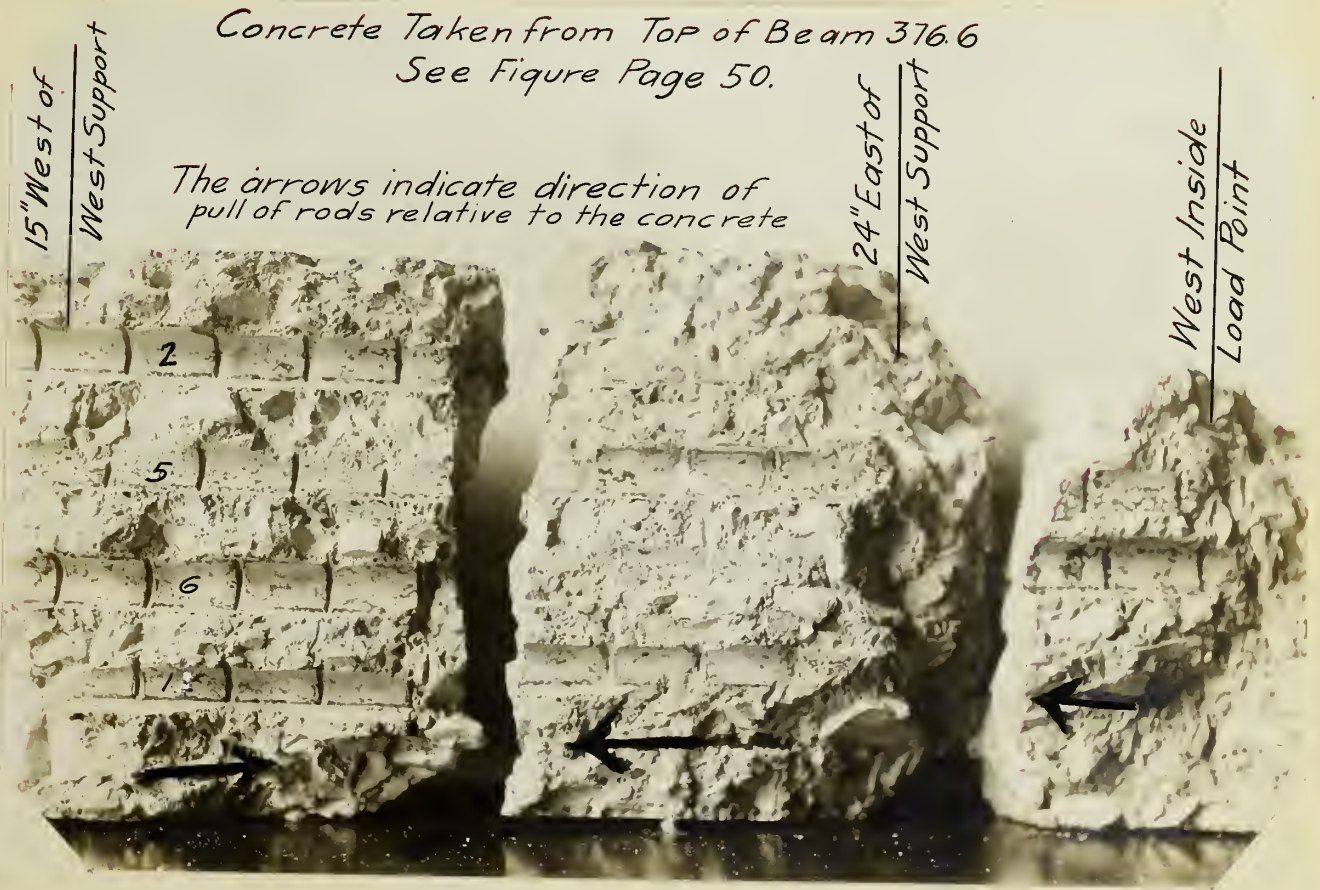 Concrete Taken from Top of Beam 376.6
See Figure Page 50.
15" West of
West Support
The arrows indicate direction of
pull of rods relative to the concrete
24" East of
West Support
West Inside
Load Point
2
5
6
1